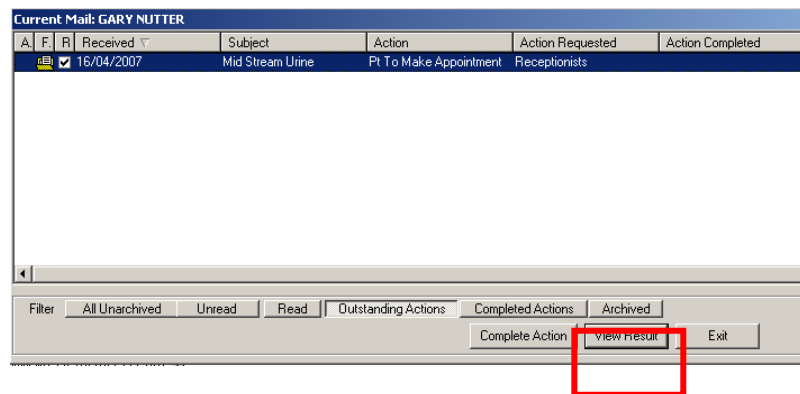 Current Mail: GARY NUTTER
A. F. R Received Subject Action Action Requested Action Completed
16/04/2007 Mid Stream Urine Pt To Make Appointment Receptionists
Filter All Unarchived Unread Read Outstanding Actions Completed Actions Archived
Complete Action View Result Exit